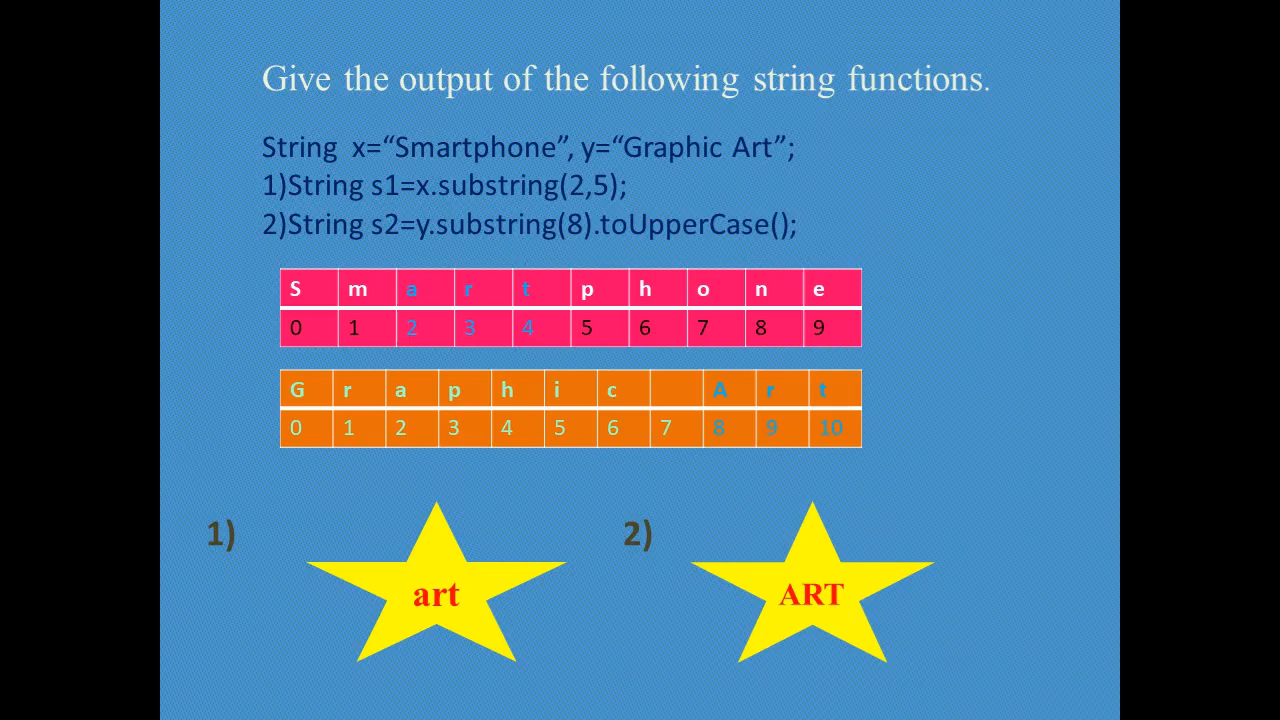 Give the output of the following string functions.
String  x=“Smartphone”, y=“Graphic Art”;
1)String s1=x.substring(2,5);
2)String s2=y.substring(8).toUpperCase();
S m a r t p h o n e
0 1 2 3 4 5 6 7 8 9
G r a p h i c   A r t
0 1 2 3 4 5 6 7 8 9 10
1) art
2) ART